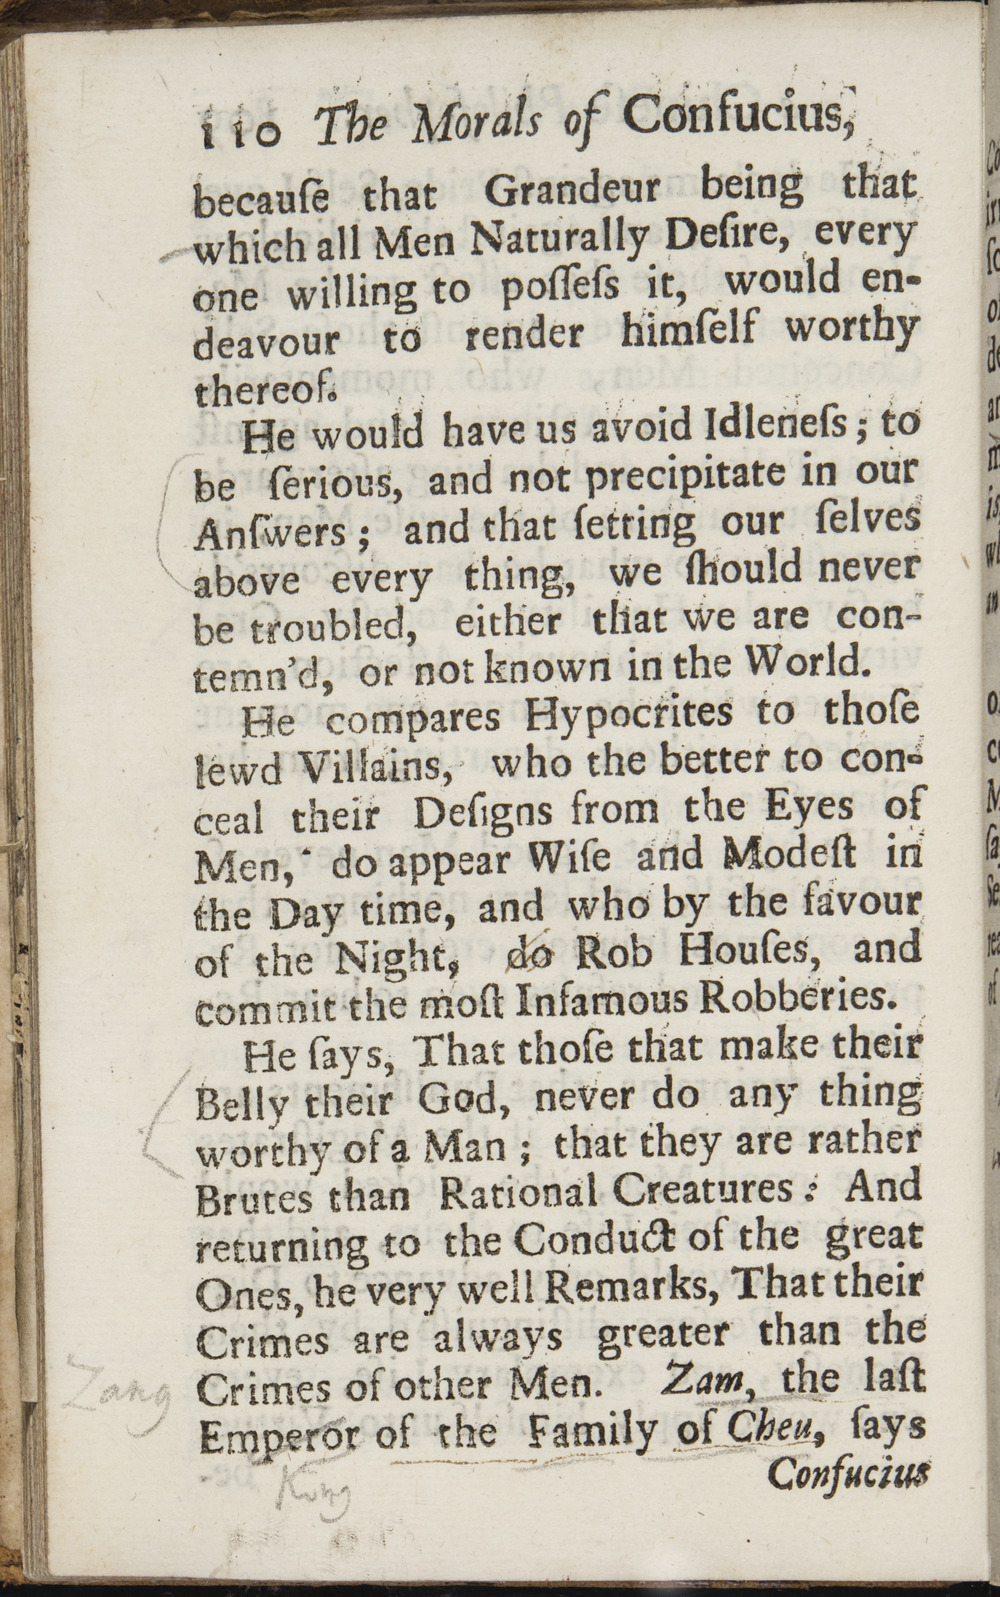 110 The Morals of Confucius,
becauſe that Grandeur being that
which all Men Naturally Deſire, every
one willing to poſſeſs it, would en-
deavour to render himſelf worthy
thereof.
He would have us avoid Idleneſs; to
be ſerious, and not precipitate in our
Anſwers; and that ſetting our ſelves
above every thing, we ſhould never
be troubled, either that we are con-
temn'd, or not known in the World.
He compares Hypocrites to thoſe
lewd Villains, who the better to con-
ceal their Deſigns from the Eyes of
Men, do appear Wiſe and Modeſt in
the Day time, and who by the favour
of the Night, do Rob Houſes, and
commit the moſt Infamous Robberies.
He ſays, That thoſe that make their
Belly their God, never do any thing
worthy of a Man; that they are rather
Brutes than Rational Creatures: And
returning to the Conduct of the great
Ones, he very well Remarks, That their
Crimes are always greater than the
Zang
Crimes of other Men. Zam, the laſt
Emperor of the Family of Cheu, ſays
King
Confucius